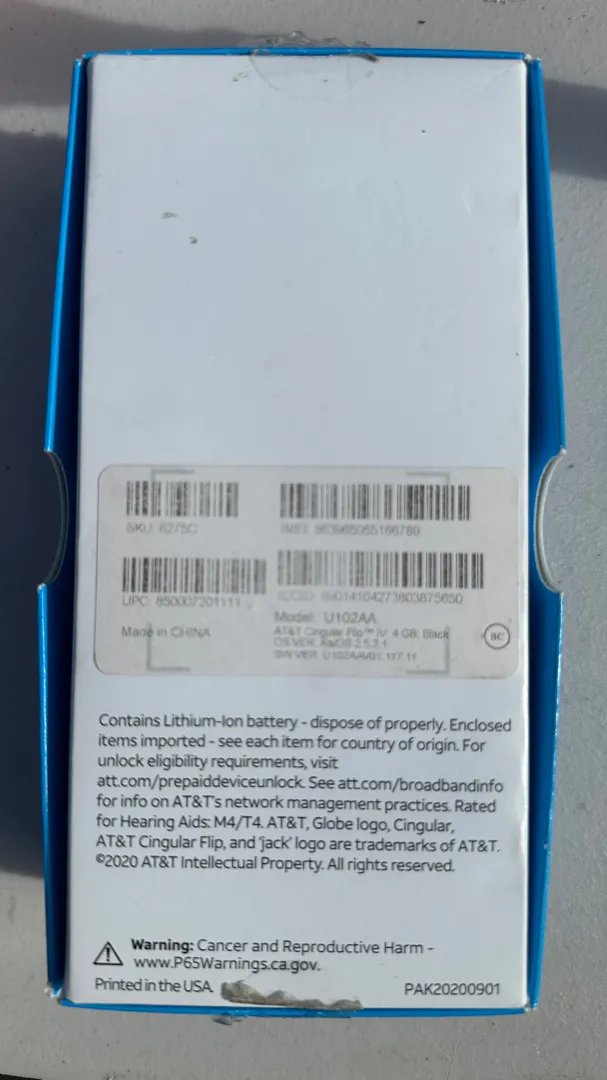 SKU: 6275C
IMEI: 863965055166789
UPC: 850007201111
ICCID: 89014104273803875650
Model: U102AA
Made in CHINA
AT&T Cingular Flip™ IV, 4 GB, Black
OS VER: KaiOS 2.5.3.1
S/N VER: U102AAV01.117.11
8C
Contains Lithium-Ion battery - dispose of properly. Enclosed
items imported - see each item for country of origin. For
unlock eligibility requirements, visit
att.com/prepaiddeviceunlock. See att.com/broadbandinfo
for info on AT&T's network management practices. Rated
for Hearing Aids: M4/T4. AT&T, Globe logo, Cingular,
AT&T Cingular Flip, and 'jack' logo are trademarks of AT&T.
©2020 AT&T Intellectual Property. All rights reserved.
Warning: Cancer and Reproductive Harm -
www.P65Warnings.ca.gov.
Printed in the USA
PAK20200901